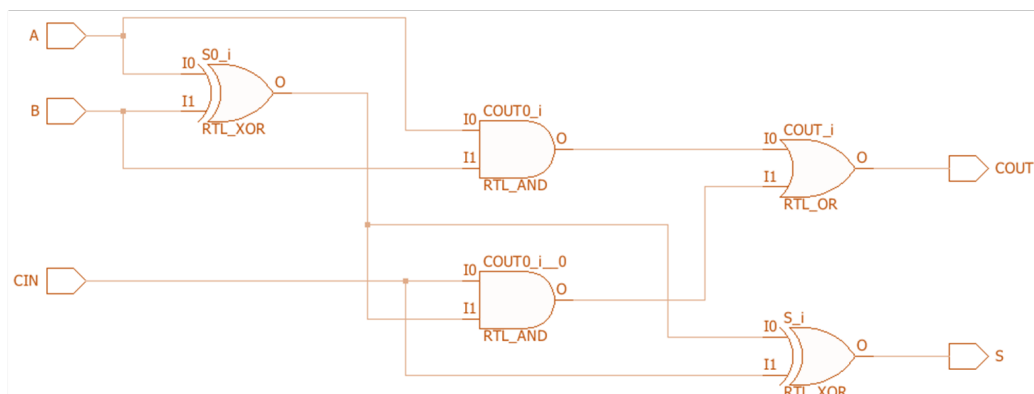 A
S0_i
I0
O
B
I1
RTL_XOR
COUT0_i
I0
O
I1
RTL_AND
COUT_i
I0
O
I1
RTL_OR
COUT
CIN
COUT0_i__0
I0
O
I1
RTL_AND
S_i
I0
O
I1
RTL_XOR
S